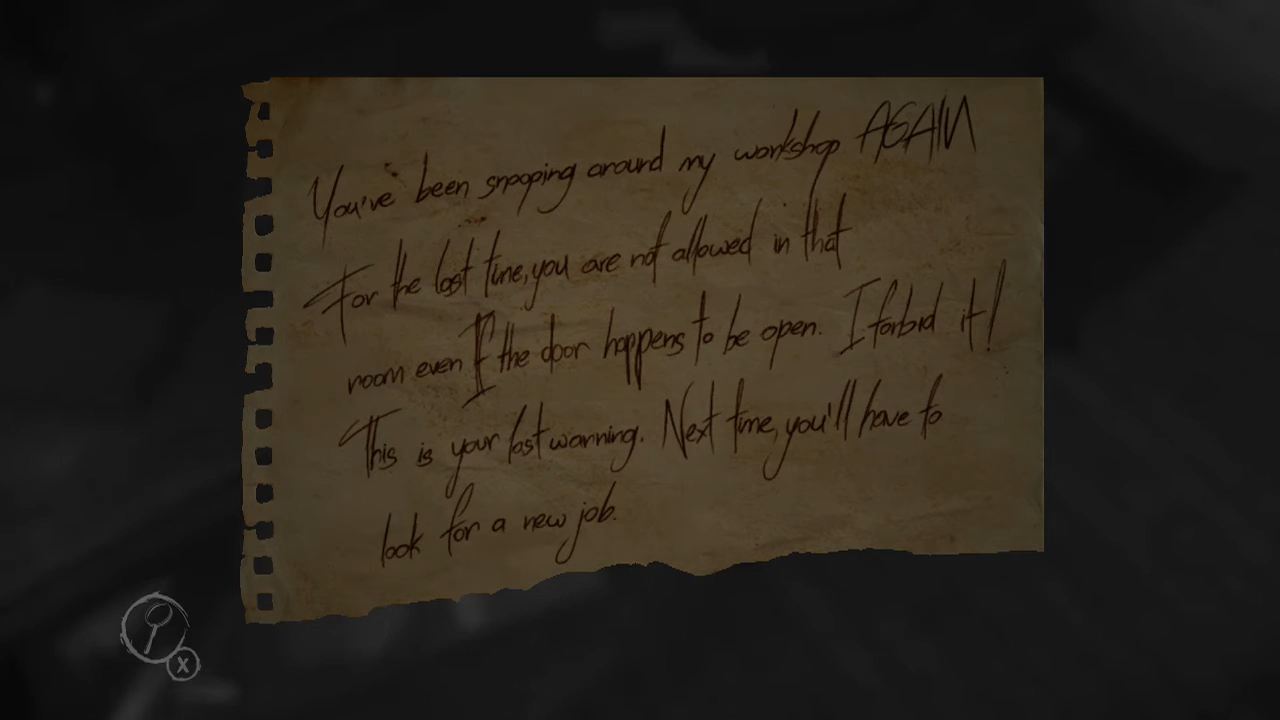 You've been snooping around my workshop AGAIN
For the last time, you are not allowed in that
room even If the door happens to be open. I forbid it!
This is your last warning. Next time, you'll have to
look for a new job.
X